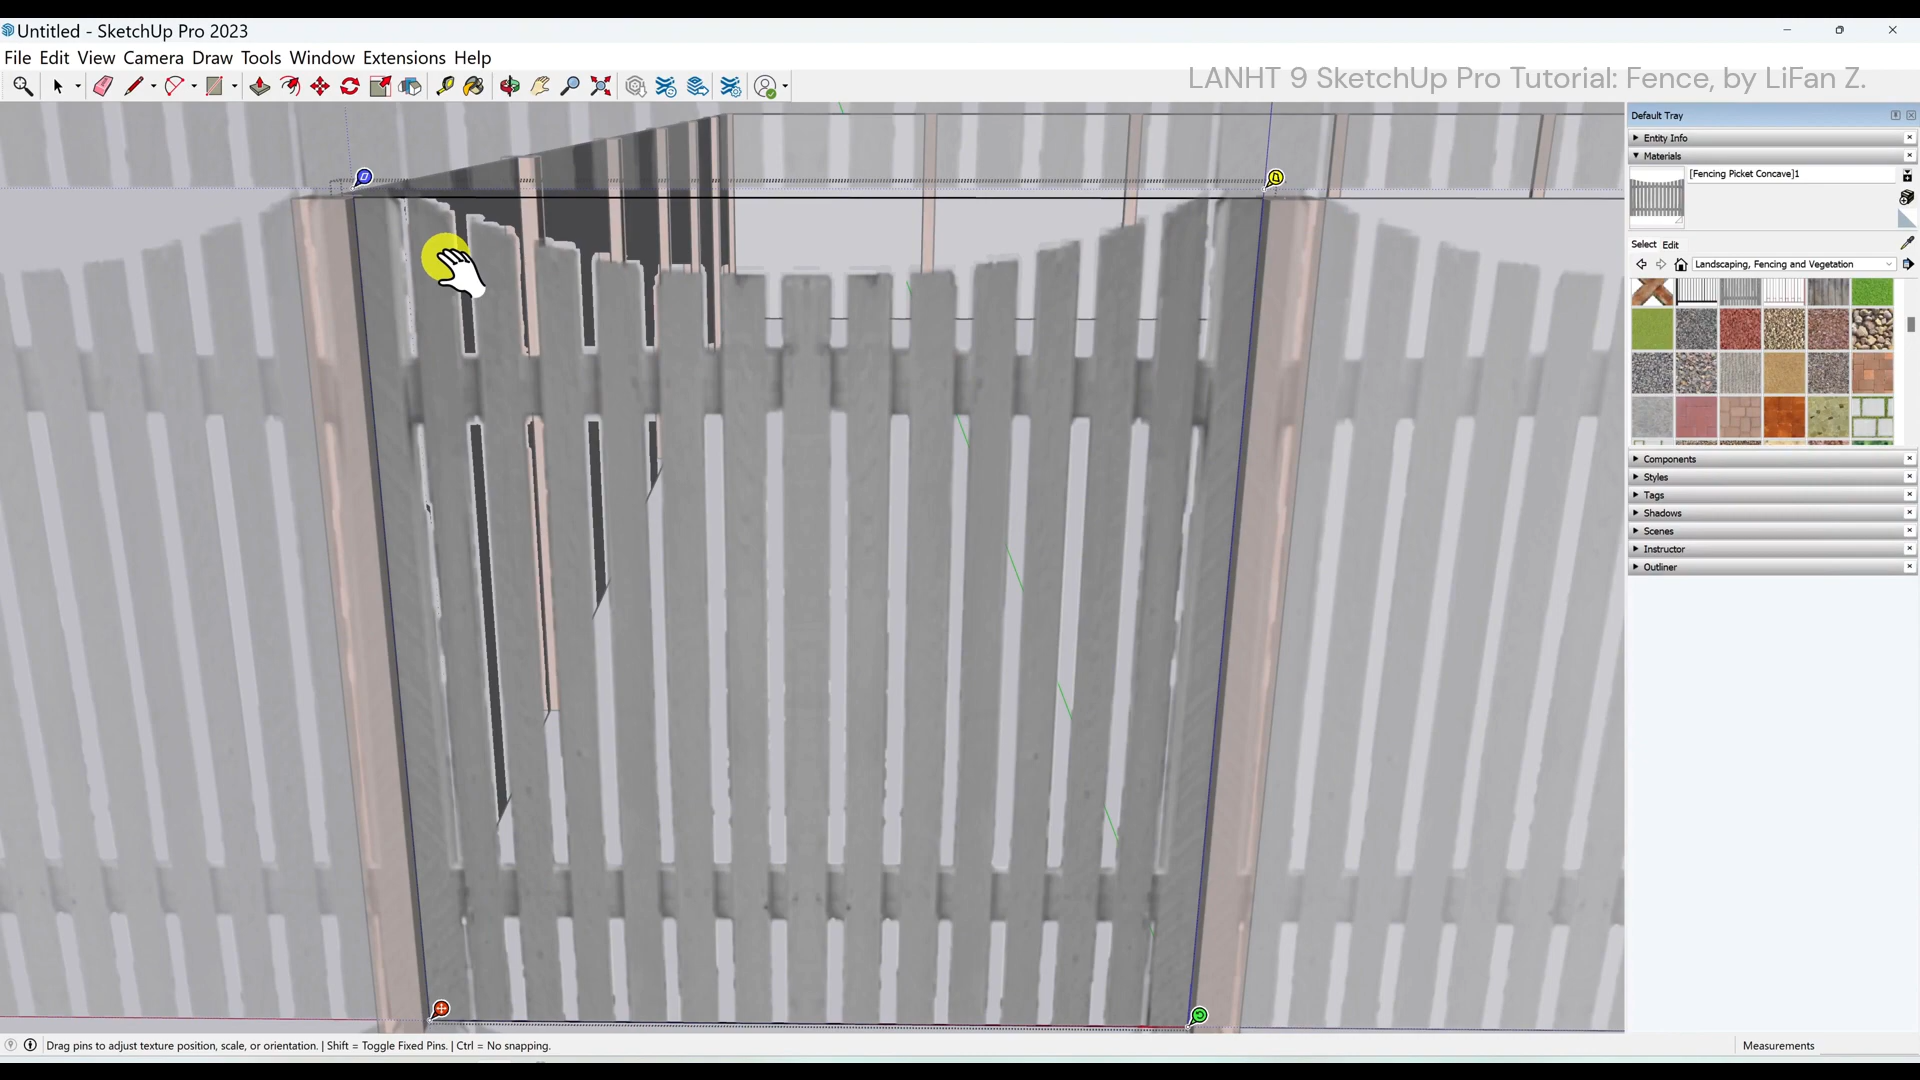 Untitled - SketchUp Pro 2023
File Edit View Camera Draw Tools Window Extensions Help
LANHT 9 SketchUp Pro Tutorial: Fence, by LiFan Z.
Default Tray
Entity Info
Materials
[Fencing Picket Concave]1
Select Edit
Landscaping, Fencing and Vegetation
Components
Styles
Tags
Shadows
Scenes
Instructor
Outliner
Drag pins to adjust texture position, scale, or orientation. | Shift = Toggle Fixed Pins. | Ctrl = No snapping.
Measurements